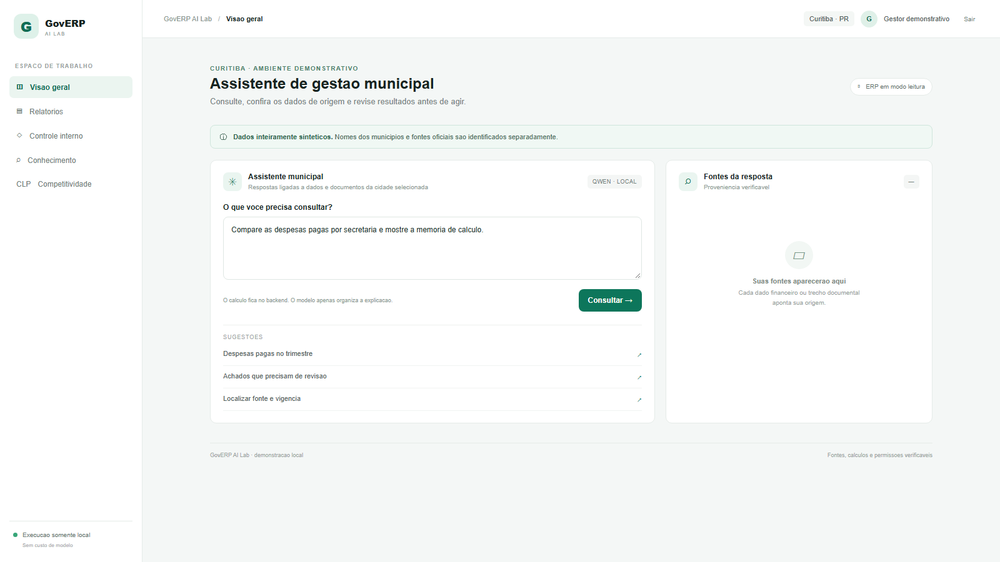 G
GovERP
AI LAB
ESPACO DE TRABALHO
Visao geral
Relatorios
Controle interno
Conhecimento
CLP Competitividade
Execucao somente local
Sem custo de modelo
GovERP AI Lab / Visao geral
Curitiba · PR
G
Gestor demonstrativo
Sair
CURITIBA · AMBIENTE DEMONSTRATIVO
Assistente de gestao municipal
Consulte, confira os dados de origem e revise resultados antes de agir.
ERP em modo leitura
Dados inteiramente sinteticos. Nomes dos municipios e fontes oficiais sao identificados separadamente.
Assistente municipal
Respostas ligadas a dados e documentos da cidade selecionada
QWEN · LOCAL
O que voce precisa consultar?
Compare as despesas pagas por secretaria e mostre a memoria de calculo.
O calculo fica no backend. O modelo apenas organiza a explicacao.
Consultar →
SUGESTOES
Despesas pagas no trimestre ↗
Achados que precisam de revisao ↗
Localizar fonte e vigencia ↗
Fontes da resposta
Proveniencia verificavel
—
Suas fontes aparecerao aqui
Cada dado financeiro ou trecho documental
aponta sua origem.
GovERP AI Lab · demonstracao local
Fontes, calculos e permissoes verificaveis